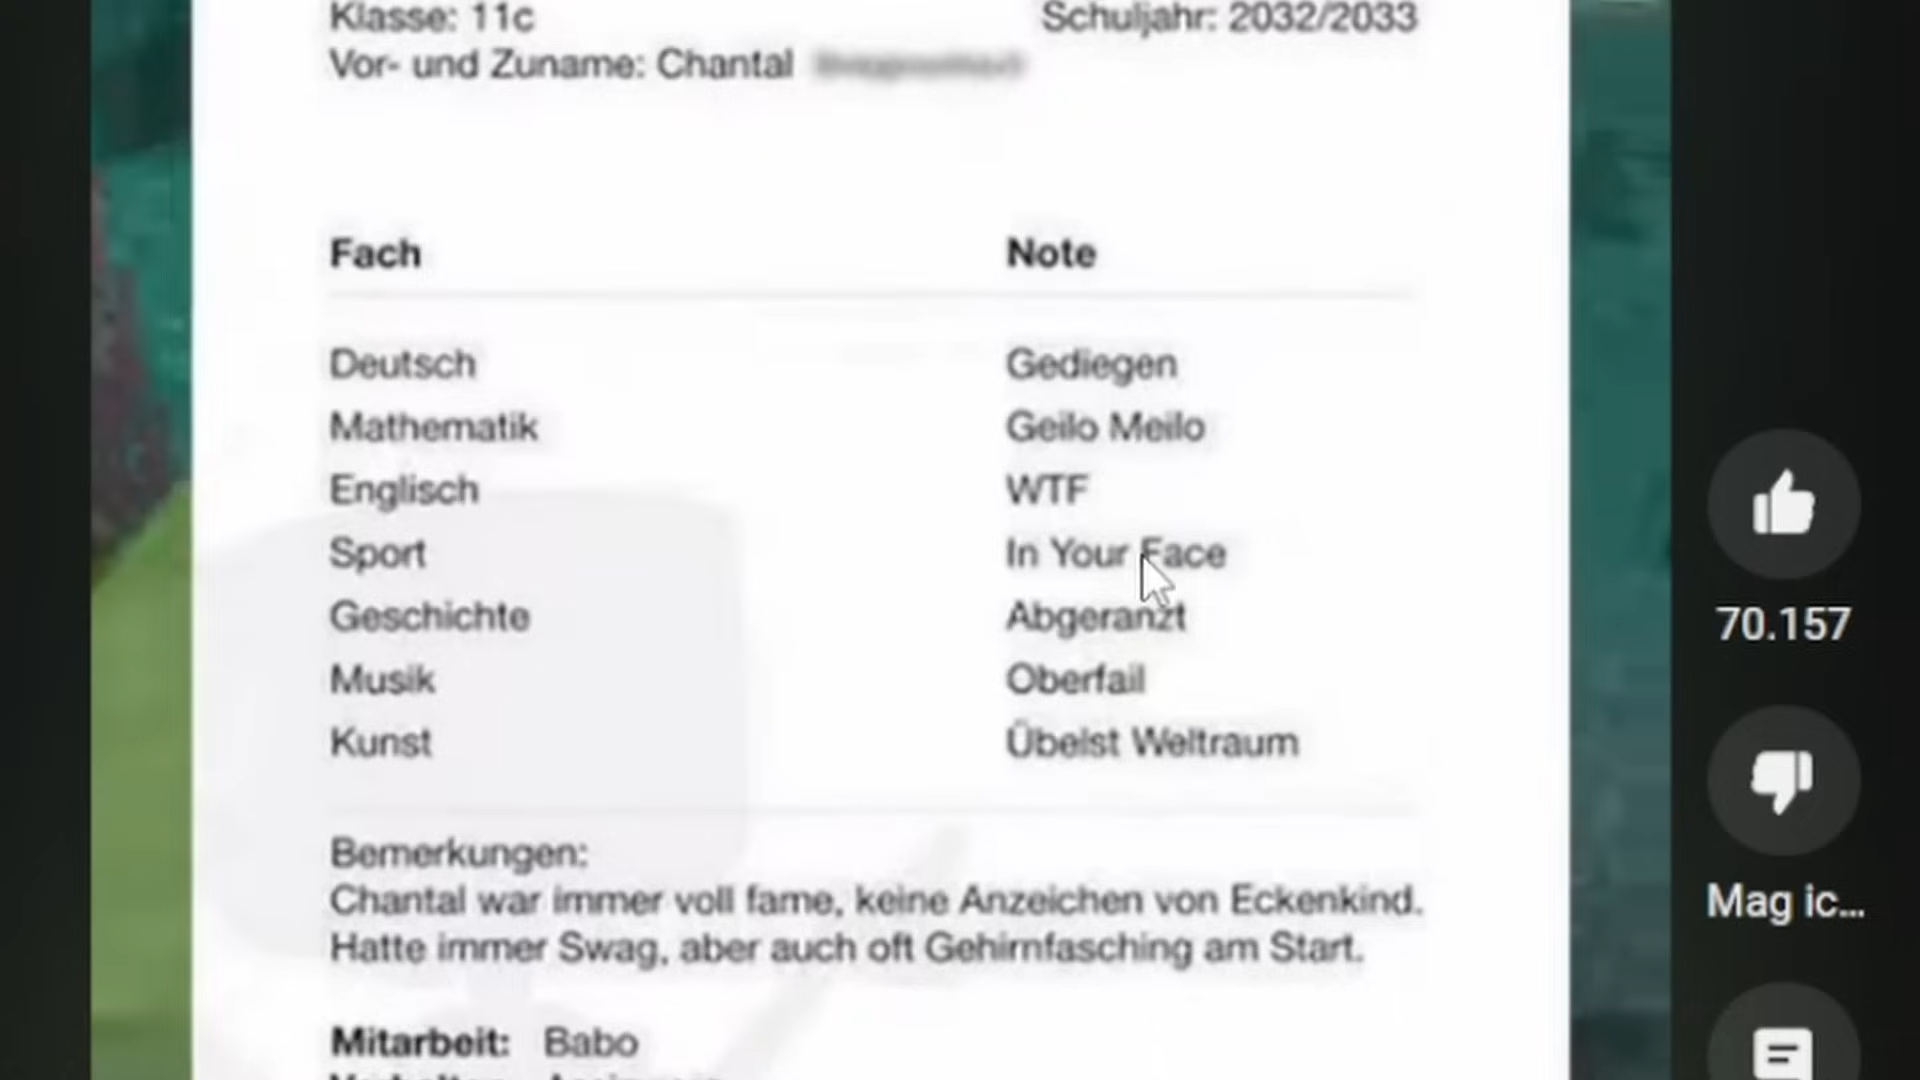 Klasse: 11c Schuljahr: 2032/2033
Vor- und Zuname: Chantal
Fach Note
Deutsch Gediegen
Mathematik Geilo Meilo
Englisch WTF
Sport In Your Face
Geschichte Abgeranzt
Musik Oberfail
Kunst Übelst Weltraum
Bemerkungen:
Chantal war immer voll fame, keine Anzeichen von Eckenkind.
Hatte immer Swag, aber auch oft Gehirnfasching am Start.
Mitarbeit: Babo
70.157
Mag ic...